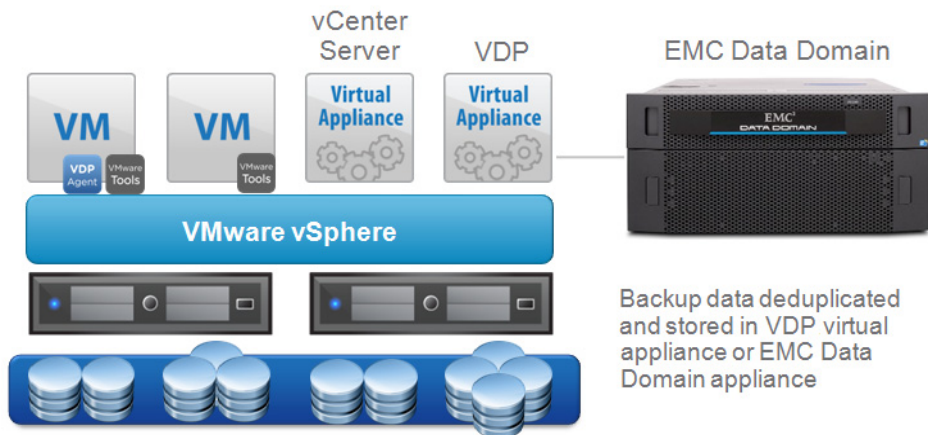 vCenter
Server
VDP
EMC Data Domain
VM
VM
Virtual
Appliance
Virtual
Appliance
VDP
Agent
VMware
Tools
VMware
Tools
EMC²
DATA DOMAIN
VMware vSphere
Backup data deduplicated
and stored in VDP virtual
appliance or EMC Data
Domain appliance